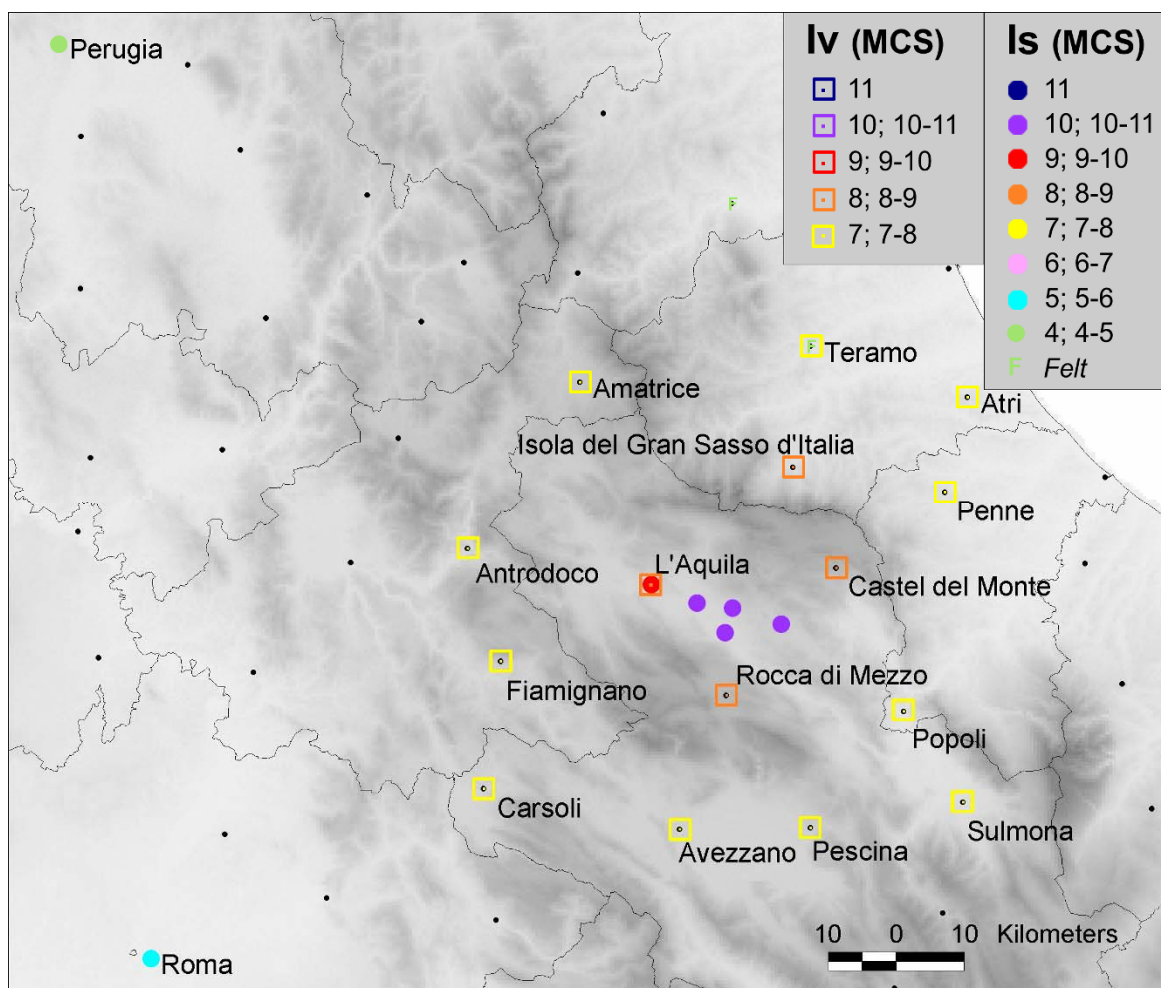 Iv (MCS)
11
10; 10-11
9; 9-10
8; 8-9
7; 7-8
Is (MCS)
11
10; 10-11
9; 9-10
8; 8-9
7; 7-8
6; 6-7
5; 5-6
4; 4-5
F Felt
Perugia
F
F
Teramo
Amatrice
Atri
Isola del Gran Sasso d'Italia
Penne
Antrodoco
L'Aquila
Castel del Monte
Fiamignano
Rocca di Mezzo
Popoli
Carsoli
Avezzano
Pescina
Sulmona
Roma
10 0 10 Kilometers